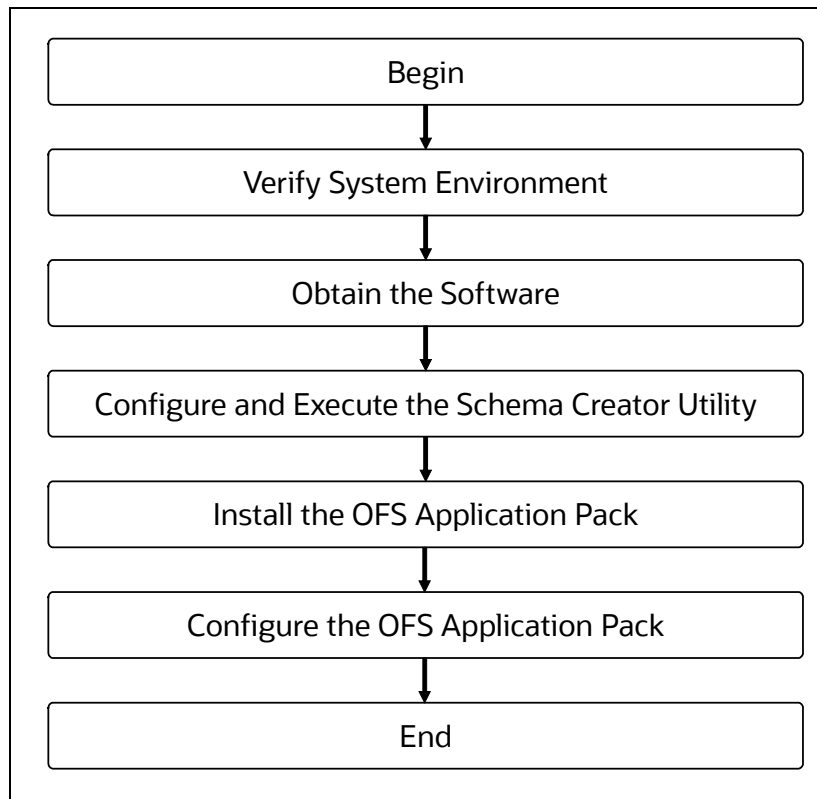 Begin
Verify System Environment
Obtain the Software
Configure and Execute the Schema Creator Utility
Install the OFS Application Pack
Configure the OFS Application Pack
End